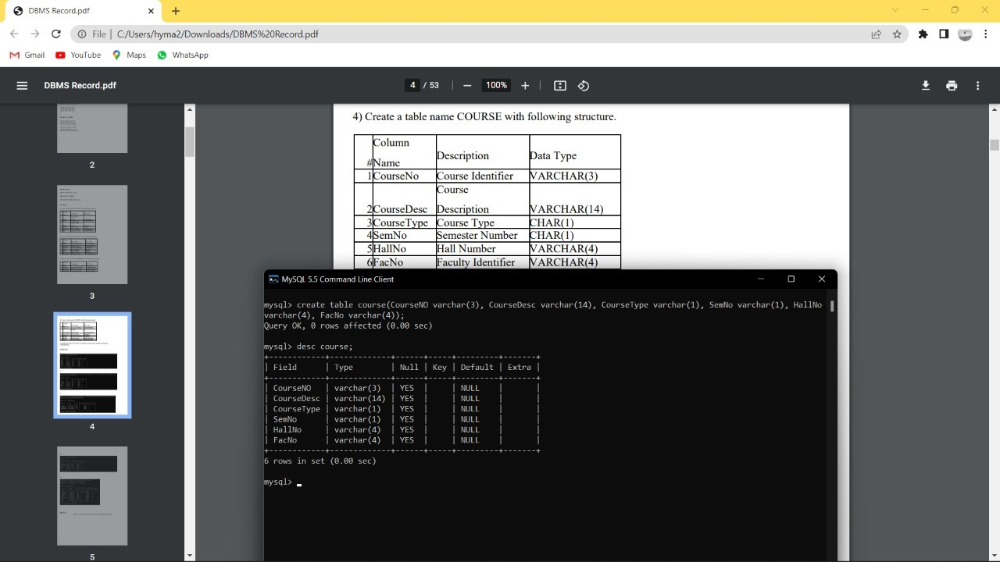 DBMS Record.pdf
File | C:/Users/hyma2/Downloads/DBMS%20Record.pdf
Gmail YouTube Maps WhatsApp
DBMS Record.pdf 4 / 53 100%
2
3
4
5
4) Create a table name COURSE with following structure.
# Column Name Description Data Type
1 CourseNo Course Identifier VARCHAR(3)
2 CourseDesc Course Description VARCHAR(14)
3 CourseType Course Type CHAR(1)
4 SemNo Semester Number CHAR(1)
5 HallNo Hall Number VARCHAR(4)
6 FacNo Faculty Identifier VARCHAR(4)
MySQL 5.5 Command Line Client
mysql> create table course(CourseNO varchar(3), CourseDesc varchar(14), CourseType varchar(1), SemNo varchar(1), HallNo
varchar(4), FacNo varchar(4));
Query OK, 0 rows affected (0.00 sec)
mysql> desc course;
+------------+-------------+------+-----+---------+-------+
| Field | Type | Null | Key | Default | Extra |
+------------+-------------+------+-----+---------+-------+
| CourseNO | varchar(3) | YES | | NULL | |
| CourseDesc | varchar(14) | YES | | NULL | |
| CourseType | varchar(1) | YES | | NULL | |
| SemNo | varchar(1) | YES | | NULL | |
| HallNo | varchar(4) | YES | | NULL | |
| FacNo | varchar(4) | YES | | NULL | |
+------------+-------------+------+-----+---------+-------+
6 rows in set (0.00 sec)
mysql>